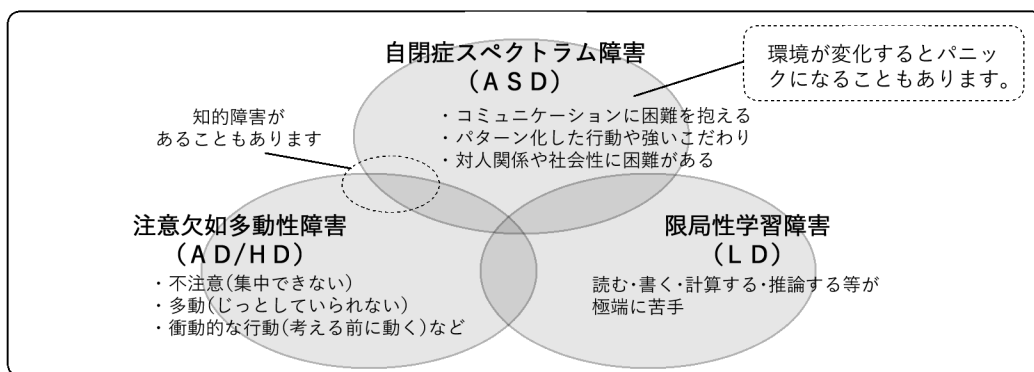 自閉症スペクトラム障害
(ＡＳＤ)
・コミュニケーションに困難を抱える
・パターン化した行動や強いこだわり
・対人関係や社会性に困難がある
環境が変化するとパニッ
クになることもあります。
知的障害が
あることもあります
注意欠如多動性障害
(ＡＤ/ＨＤ)
・不注意(集中できない)
・多動(じっとしていられない)
・衝動的な行動(考える前に動く)など
限局性学習障害
(ＬＤ)
読む･書く･計算する･推論する等が
極端に苦手